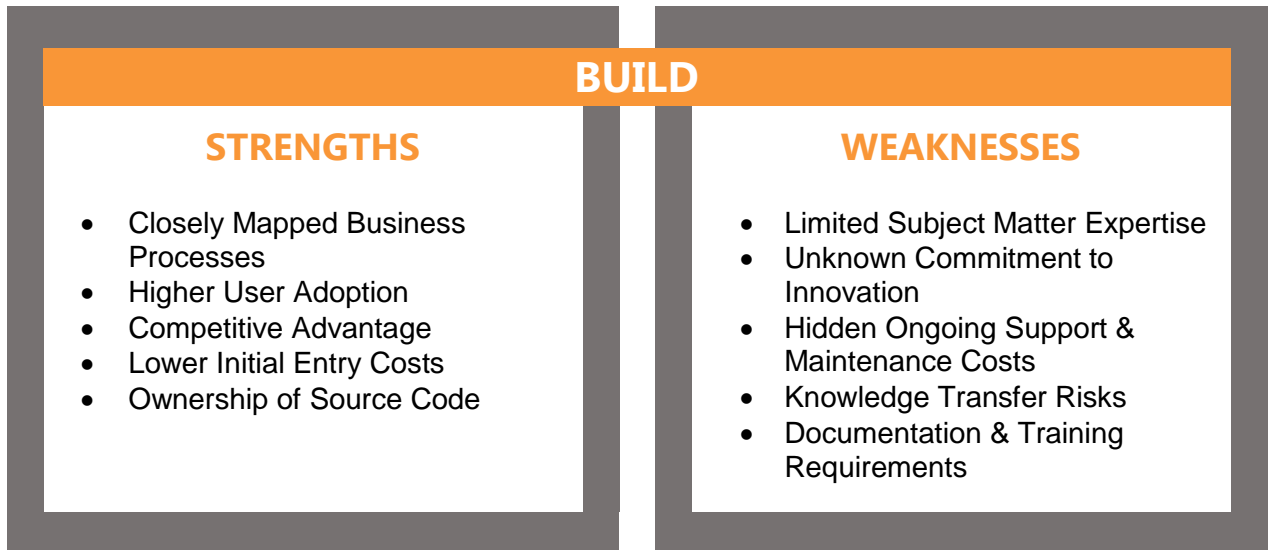 BUILD
STRENGTHS
• Closely Mapped Business
Processes
• Higher User Adoption
• Competitive Advantage
• Lower Initial Entry Costs
• Ownership of Source Code
WEAKNESSES
• Limited Subject Matter Expertise
• Unknown Commitment to
Innovation
• Hidden Ongoing Support &
Maintenance Costs
• Knowledge Transfer Risks
• Documentation & Training
Requirements